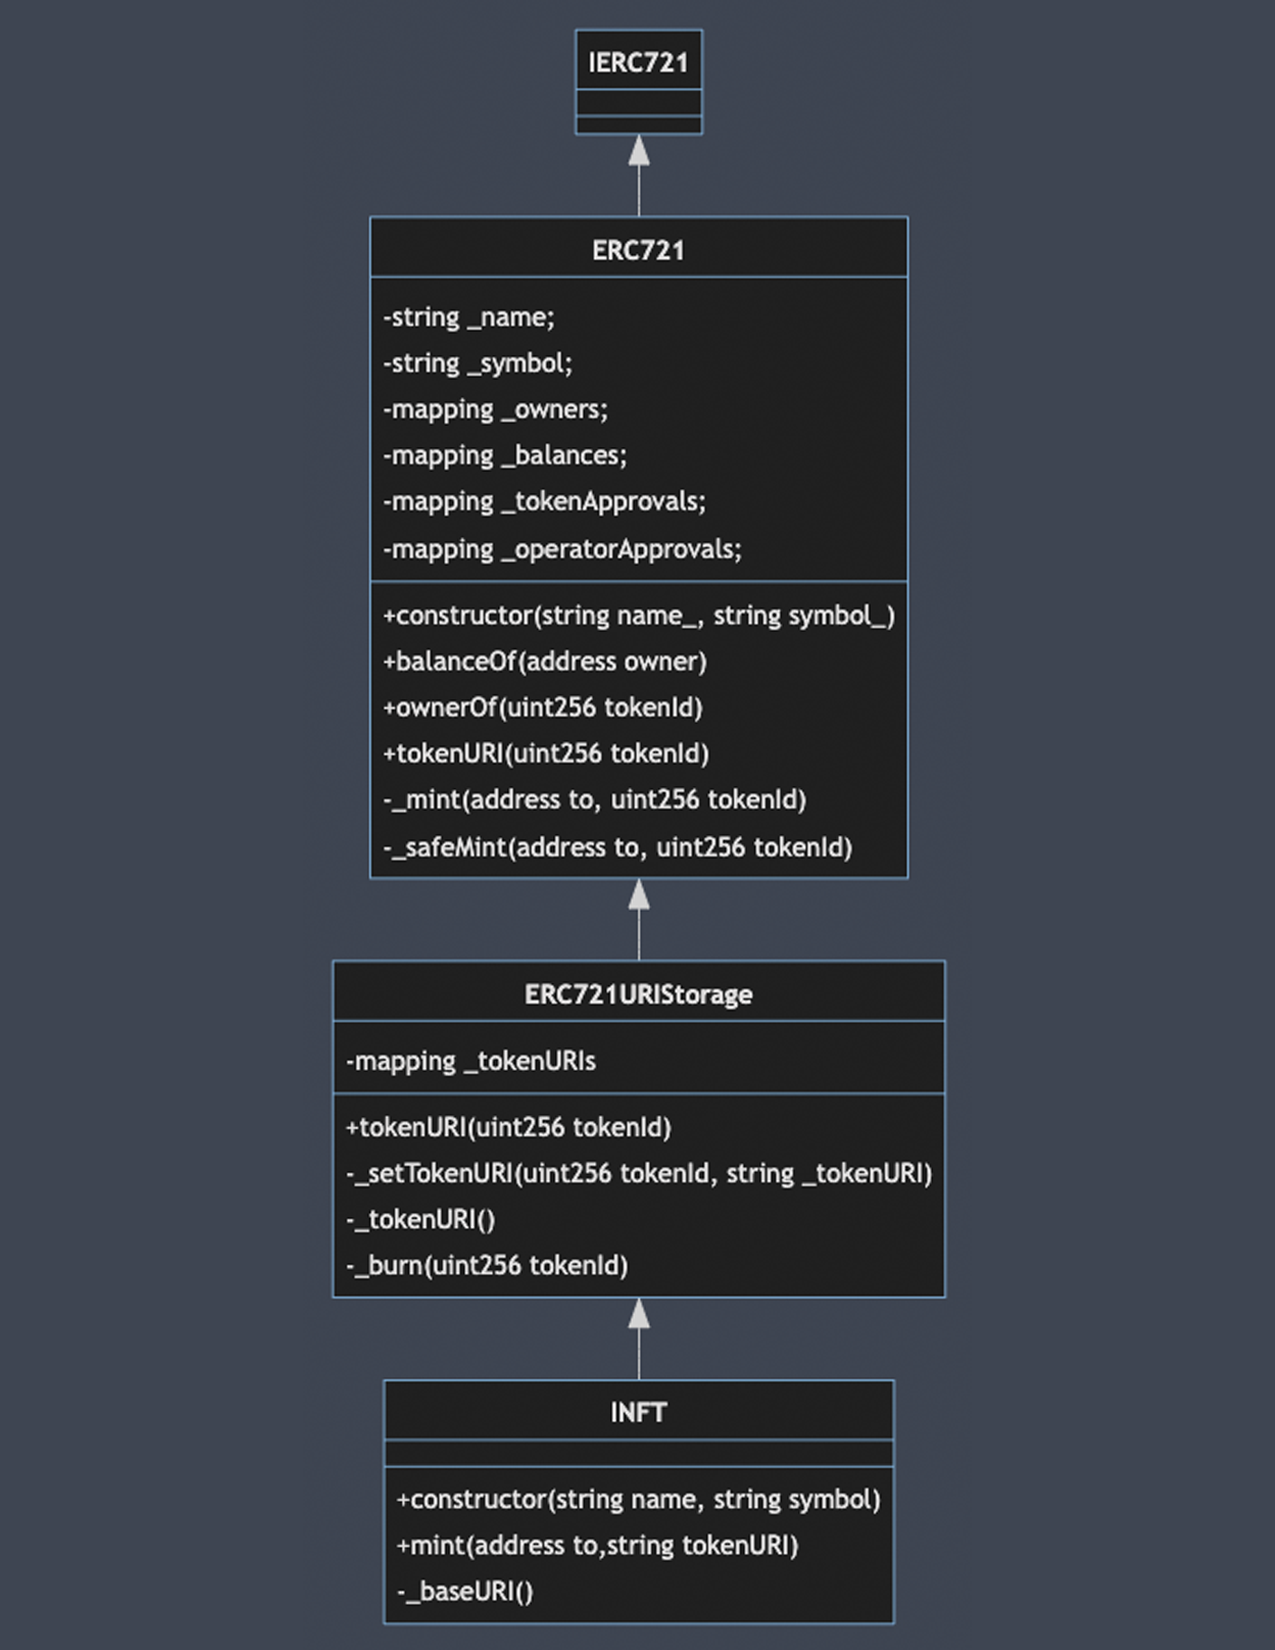 IERC721
ERC721
-string _name;
-string _symbol;
-mapping _owners;
-mapping _balances;
-mapping _tokenApprovals;
-mapping _operatorApprovals;
+constructor(string name_, string symbol_)
+balanceOf(address owner)
+ownerOf(uint256 tokenId)
+tokenURI(uint256 tokenId)
-_mint(address to, uint256 tokenId)
-_safeMint(address to, uint256 tokenId)
ERC721URIStorage
-mapping _tokenURIs
+tokenURI(uint256 tokenId)
-_setTokenURI(uint256 tokenId, string _tokenURI)
-_tokenURI()
-_burn(uint256 tokenId)
INFT
+constructor(string name, string symbol)
+mint(address to,string tokenURI)
-_baseURI()